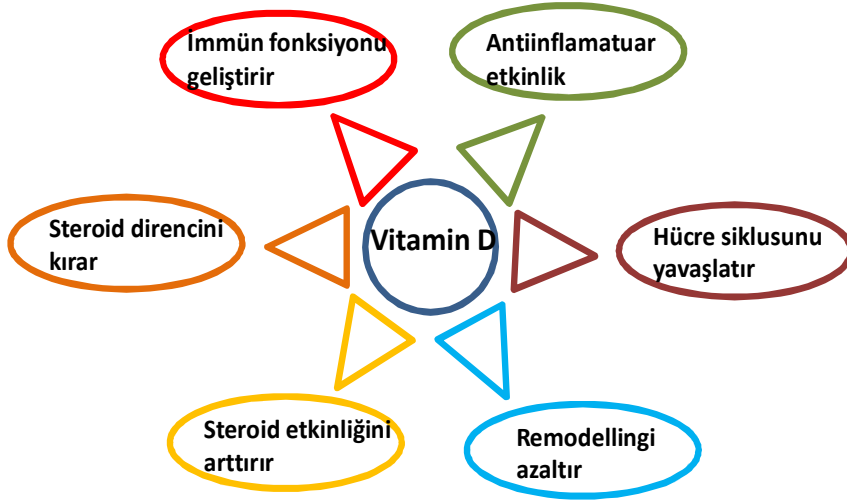 İmmün fonksiyonu
geliştirir
Antiinflamatuar
etkinlik
Steroid direncini
kırar
Vitamin D
Hücre siklusunu
yavaşlatır
Steroid etkinliğini
arttırır
Remodellingi
azaltır